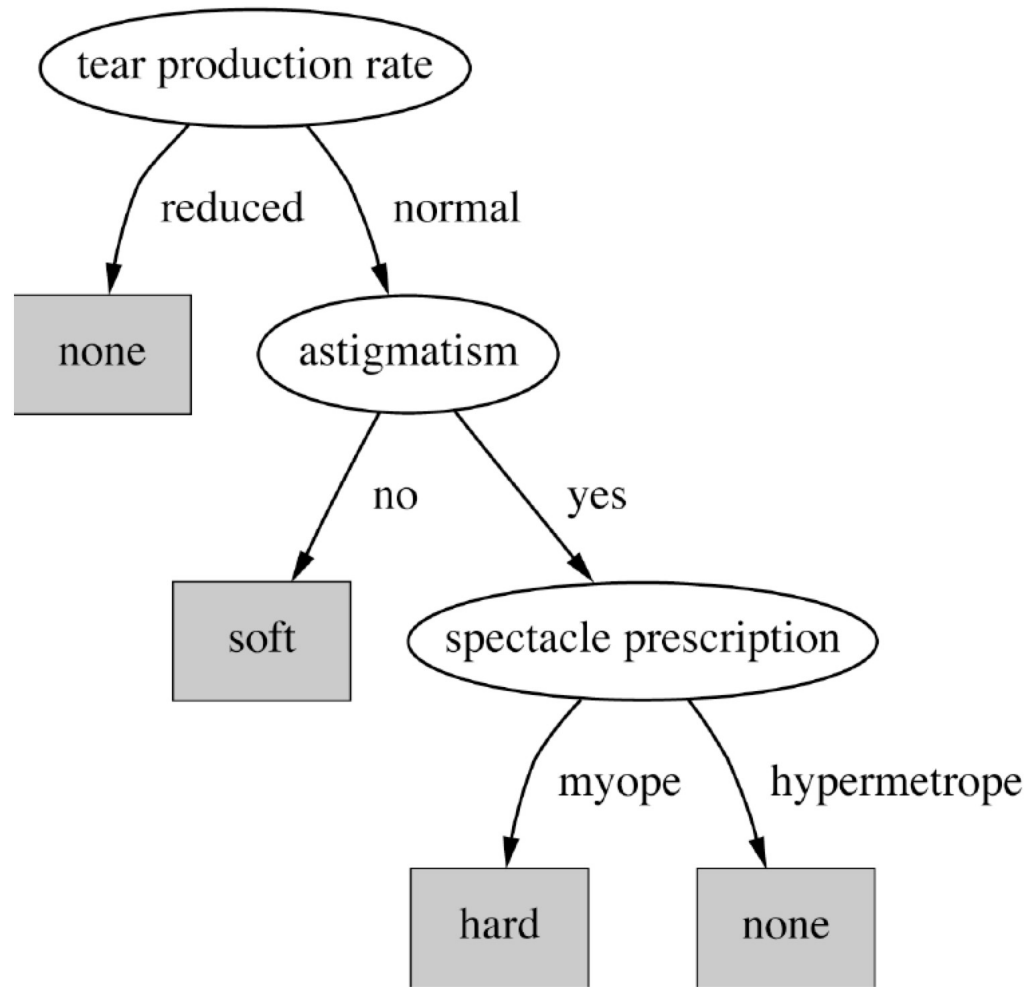 tear production rate
reduced
normal
none
astigmatism
no
yes
soft
spectacle prescription
myope
hypermetrope
hard
none